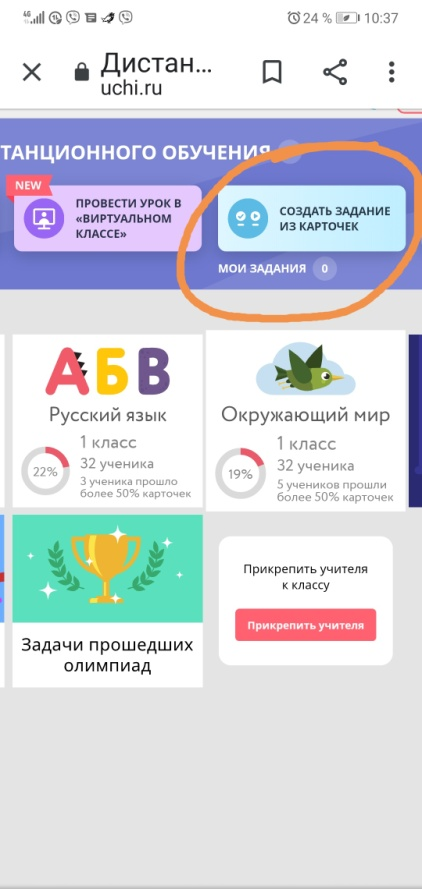 4G 24 % 10:37
Дистан...
uchi.ru
ТАНЦИОННОГО ОБУЧЕНИЯ
NEW
ПРОВЕСТИ УРОК В
«ВИРТУАЛЬНОМ
КЛАССЕ»
СОЗДАТЬ ЗАДАНИЕ
ИЗ КАРТОЧЕК
МОИ ЗАДАНИЯ 0
АБВ
Русский язык
22%
1 класс
32 ученика
3 ученика прошло
более 50% карточек
Окружающий мир
19%
1 класс
32 ученика
5 учеников прошли
более 50% карточек
Задачи прошедших
олимпиад
Прикрепить учителя
к классу
Прикрепить учителя